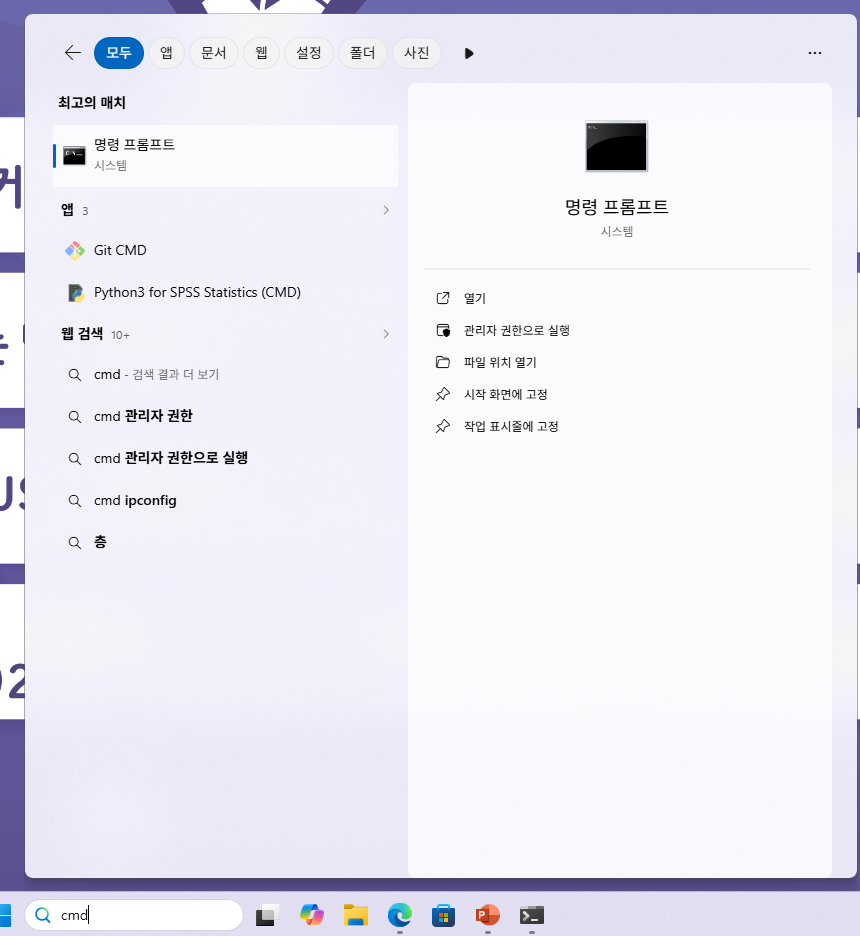 모두 앱 문서 웹 설정 폴더 사진
최고의 매치
명령 프롬프트
시스템
앱 3
Git CMD
Python3 for SPSS Statistics (CMD)
웹 검색 10+
cmd - 검색 결과 더 보기
cmd 관리자 권한
cmd 관리자 권한으로 실행
cmd ipconfig
층
명령 프롬프트
시스템
열기
관리자 권한으로 실행
파일 위치 열기
시작 화면에 고정
작업 표시줄에 고정
cmd